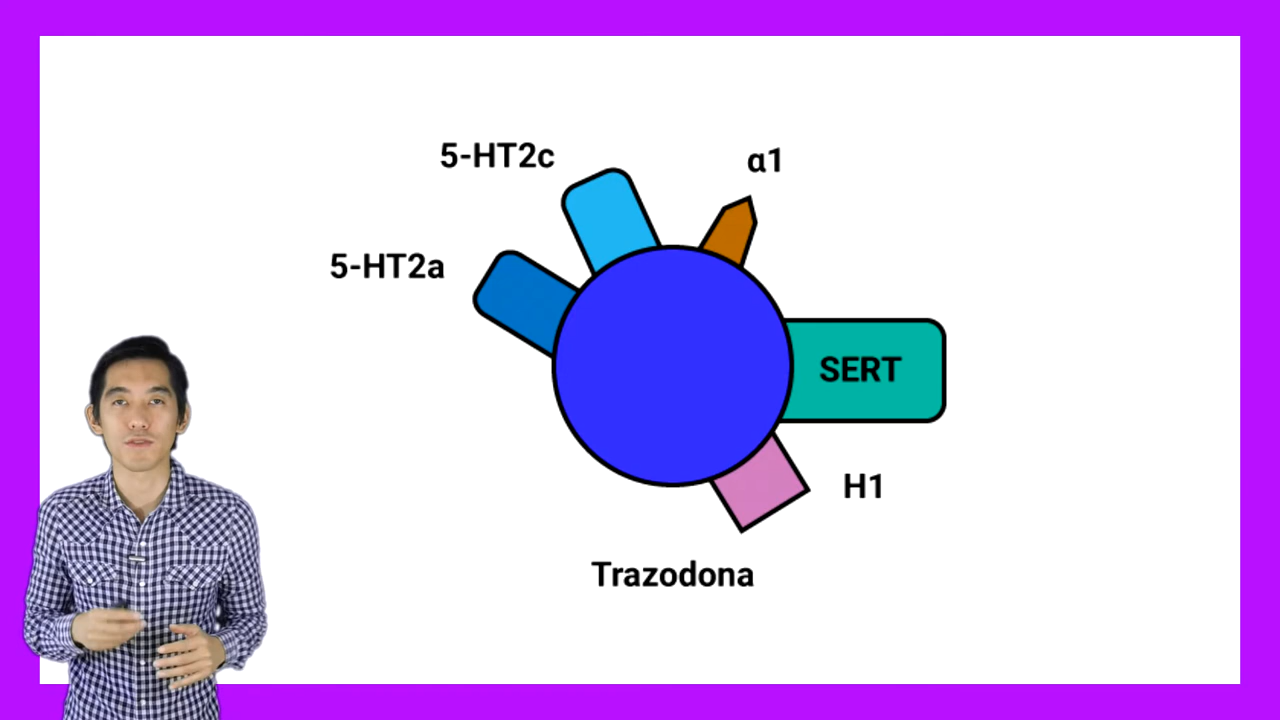 5-HT2c
α1
5-HT2a
SERT
H1
Trazodona